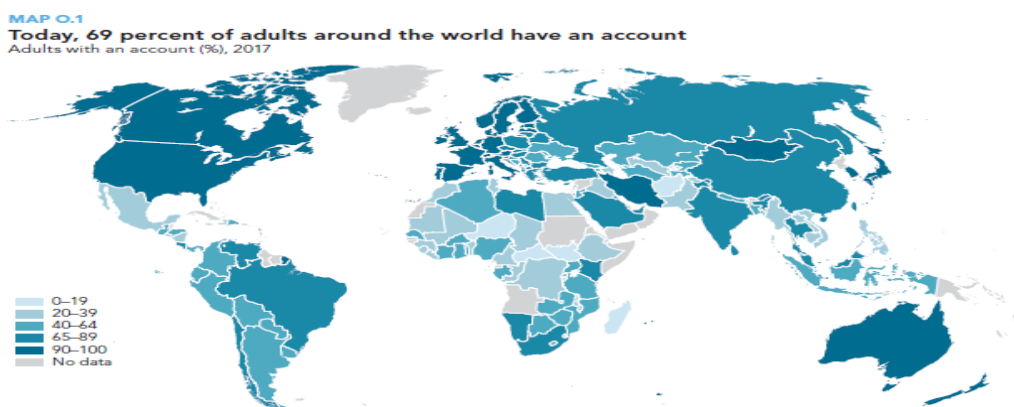 MAP O.1
Today, 69 percent of adults around the world have an account
Adults with an account (%), 2017
0–19
20–39
40–64
65–89
90–100
No data